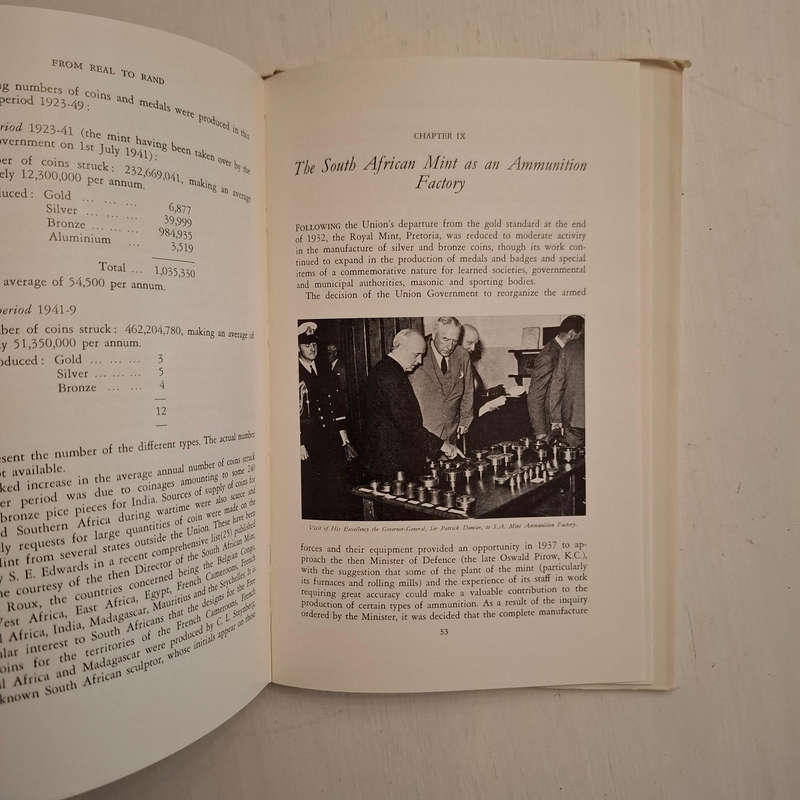 FROM REAL TO RAND
ng numbers of coins and medals were produced in this
period 1923-49:
eriod 1923-41 (the mint having been taken over by the
vernment on 1st July 1941):
ber of coins struck: 232,669,041, making an average
ely 12,300,000 per annum.
duced: Gold ... ... ... 6,877
Silver ... ... ... 39,999
Bronze ... ... ... 984,935
Aluminium ... 3,519
Total ... 1,035,330
average of 54,500 per annum.
period 1941-9
ber of coins struck: 462,204,780, making an average of
ly 51,350,000 per annum.
roduced: Gold ... ... ... 3
Silver ... ... ... 5
Bronze ... ... 4
12
esent the number of the different types. The actual number
ot available.
ked increase in the average annual number of coins struck
er period was due to coinages amounting to some 240
bronze pice pieces for India. Sources of supply of coins for
d Southern Africa during wartime were also scarce and
ly requests for large quantities of coin were made on the
Mint from several states outside the Union. These have been
y S. E. Edwards in a recent comprehensive list(25) published
he courtesy of the then Director of the South African Mint,
Roux, the countries concerned being the Belgian Congo,
West Africa, East Africa, Egypt, French Cameroons, French
l Africa, India, Madagascar, Mauritius and the Seychelles. It is
ular interest to South Africans that the designs for the Free
oins for the territories of the French Cameroons, French
l Africa and Madagascar were produced by C. L. Steynberg,
known South African sculptor, whose initials appear on these
CHAPTER IX
The South African Mint as an Ammunition
Factory
FOLLOWING the Union's departure from the gold standard at the end
of 1932, the Royal Mint, Pretoria, was reduced to moderate activity
in the manufacture of silver and bronze coins, though its work con-
tinued to expand in the production of medals and badges and special
items of a commemorative nature for learned societies, governmental
and municipal authorities, masonic and sporting bodies.
The decision of the Union Government to reorganize the armed
Visit of His Excellency the Governor-General, Sir Patrick Duncan, to S.A. Mint Ammunition Factory.
forces and their equipment provided an opportunity in 1937 to ap-
proach the then Minister of Defence (the late Oswald Pirow, K.C.),
with the suggestion that some of the plant of the mint (particularly
its furnaces and rolling mills) and the experience of its staff in work
requiring great accuracy could make a valuable contribution to the
production of certain types of ammunition. As a result of the inquiry
ordered by the Minister, it was decided that the complete manufacture
53